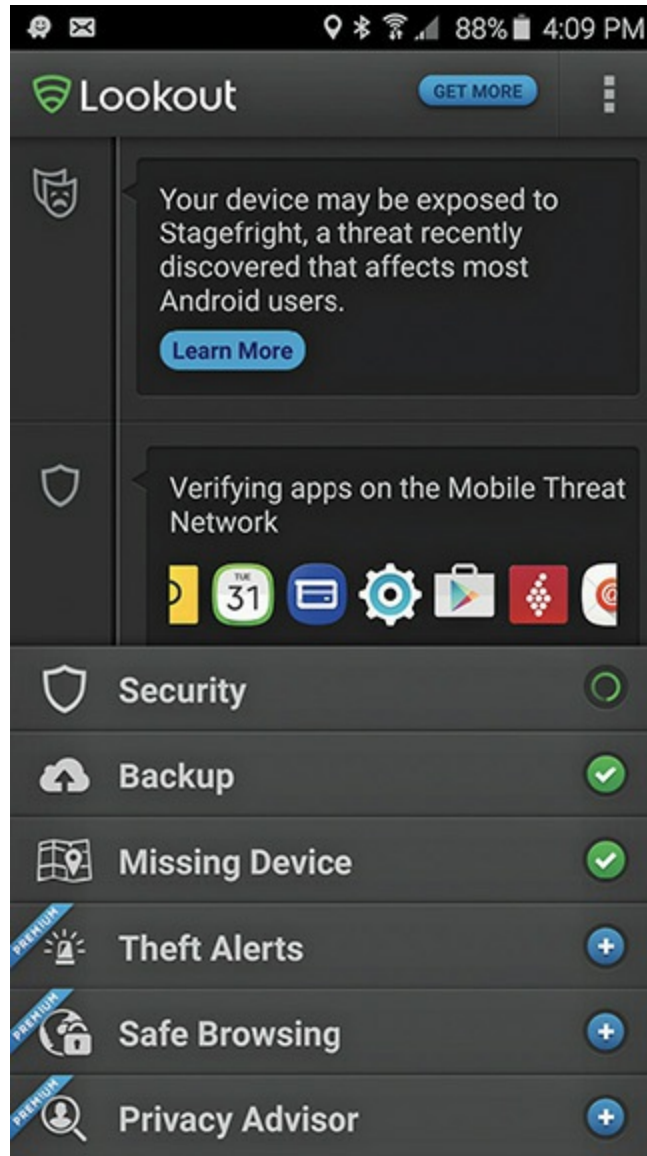 88% 4:09 PM
Lookout
GET MORE
Your device may be exposed to
Stagefright, a threat recently
discovered that affects most
Android users.
Learn More
Verifying apps on the Mobile Threat
Network
TUE
31
Security
Backup
Missing Device
PREMIUM
Theft Alerts
PREMIUM
Safe Browsing
PREMIUM
Privacy Advisor